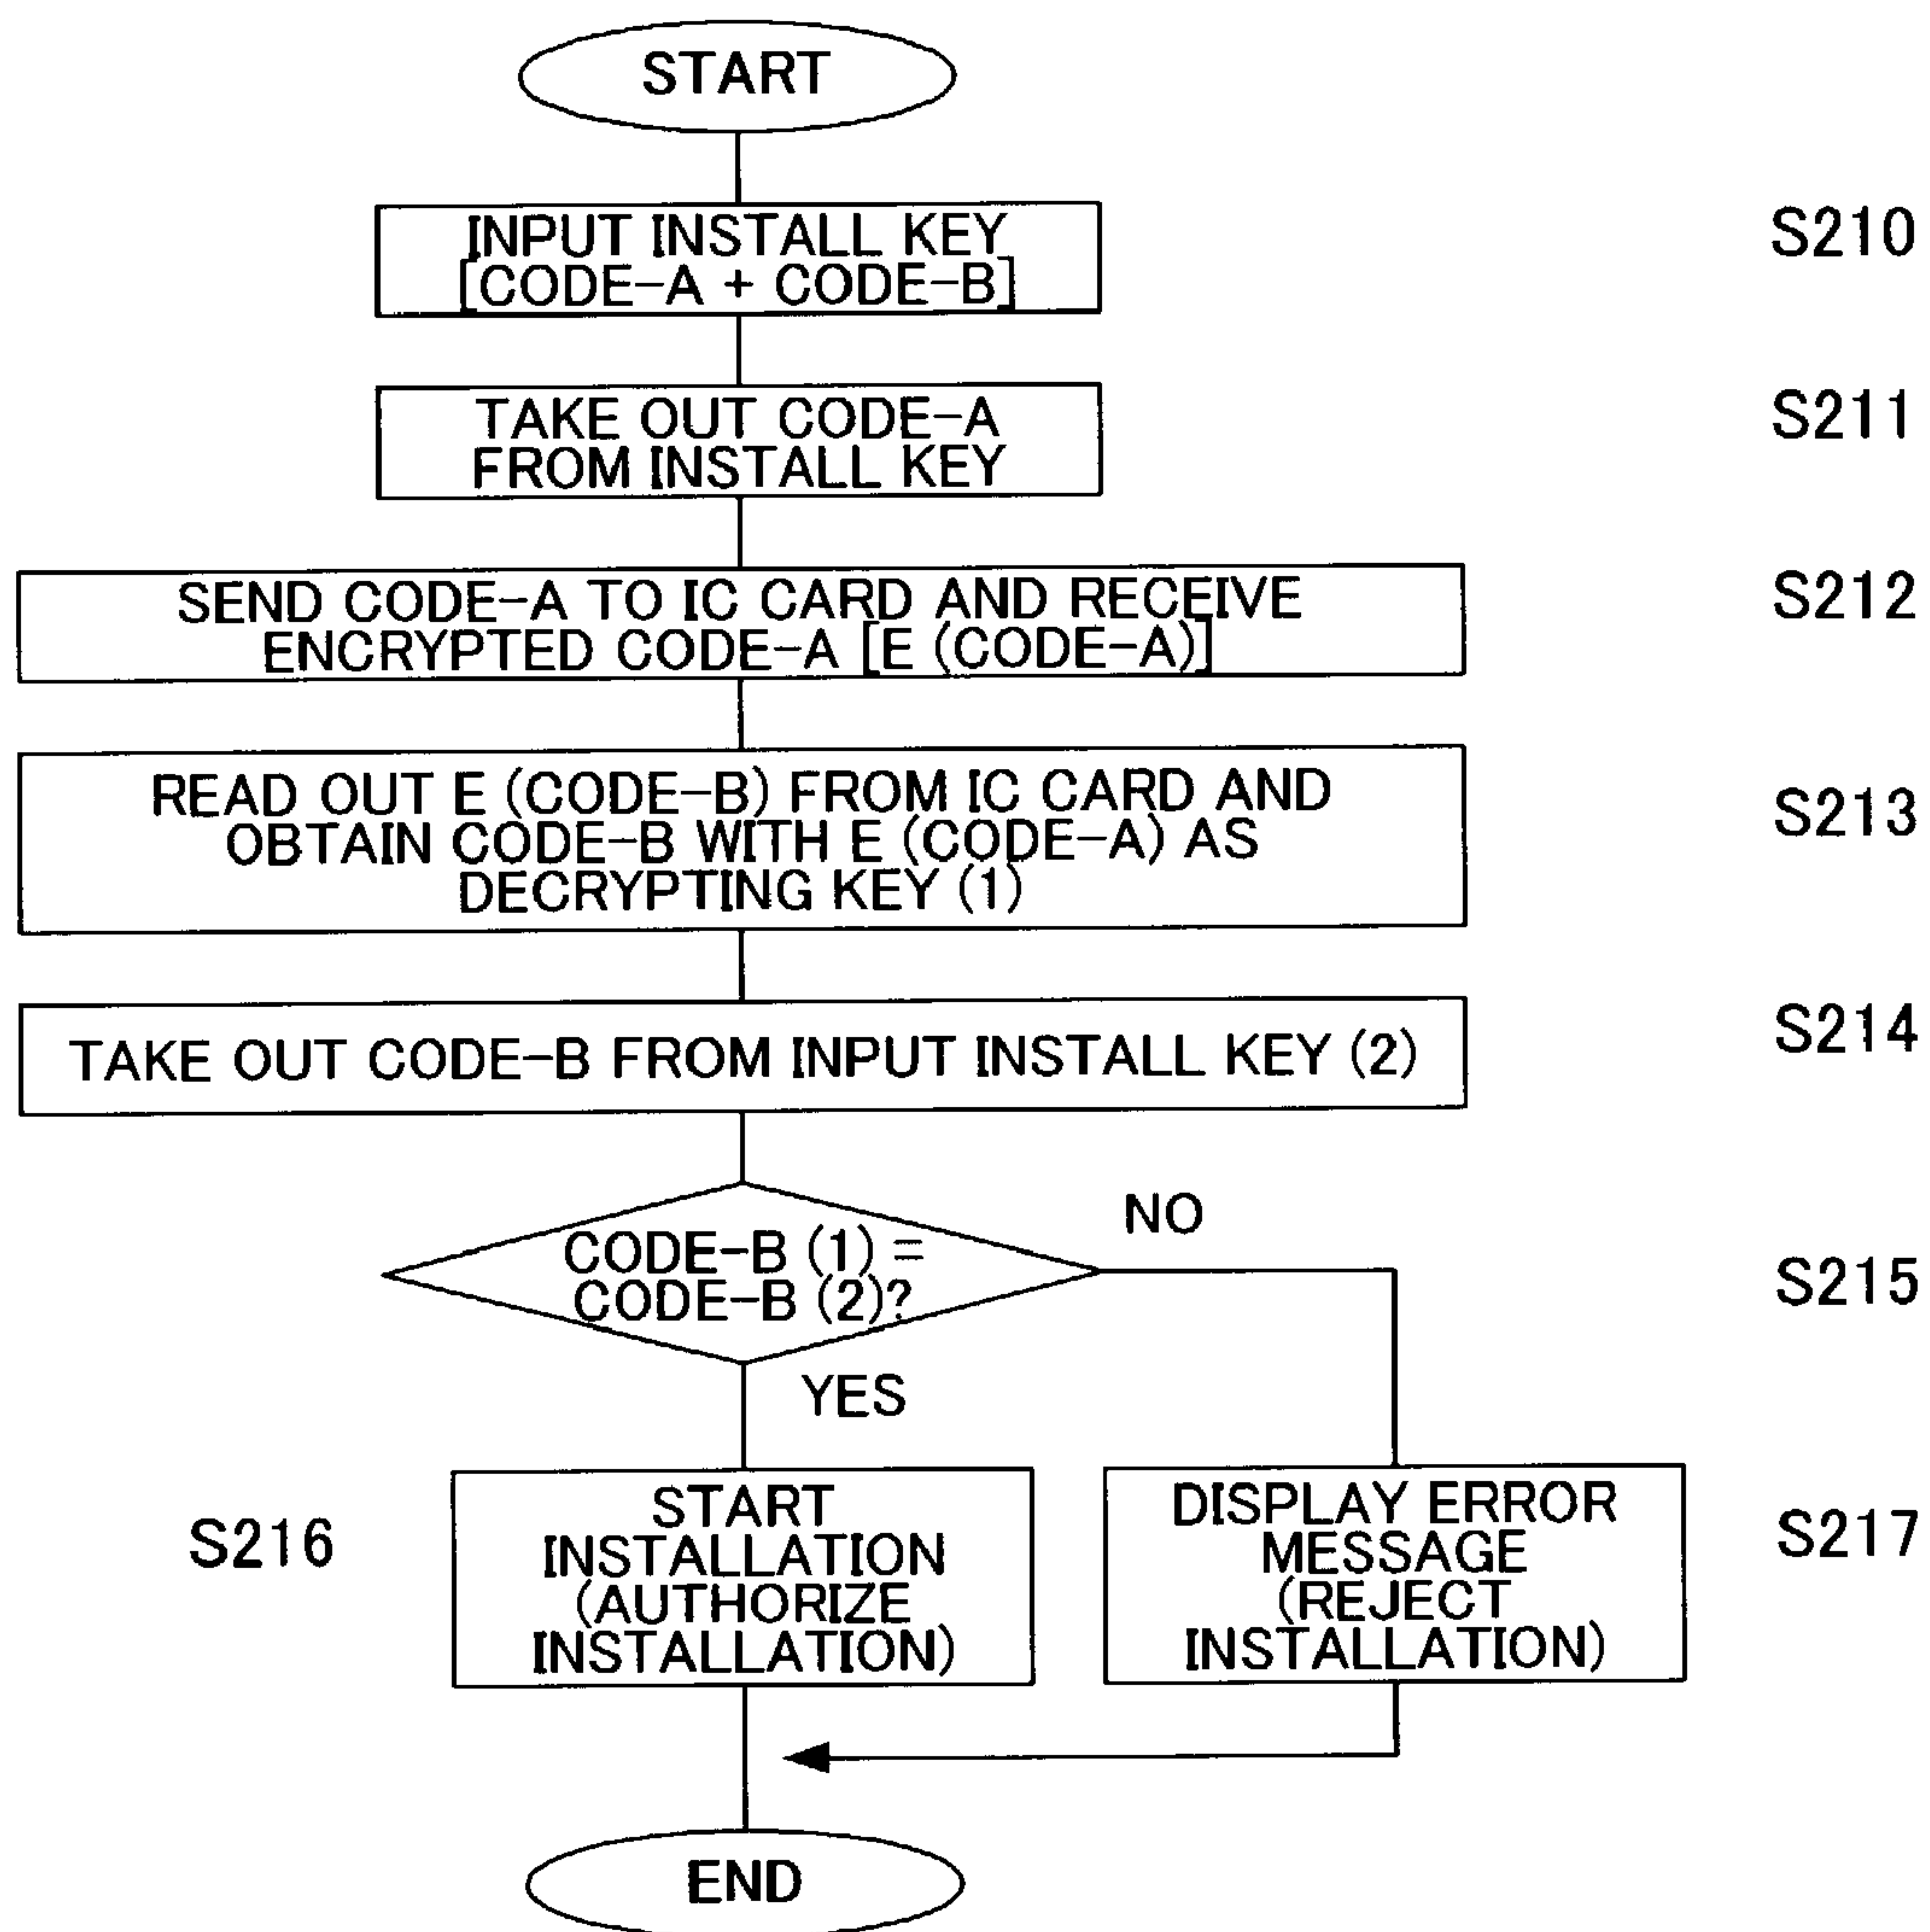 START
INPUT INSTALL KEY
[CODE-A + CODE-B]
S210
TAKE OUT CODE-A
FROM INSTALL KEY
S211
SEND CODE-A TO IC CARD AND RECEIVE
ENCRYPTED CODE-A [E (CODE-A)]
S212
READ OUT E (CODE-B) FROM IC CARD AND
OBTAIN CODE-B WITH E (CODE-A) AS
DECRYPTING KEY (1)
S213
TAKE OUT CODE-B FROM INPUT INSTALL KEY (2)
S214
CODE-B (1) =
CODE-B (2)?
NO
S215
YES
S216
START
INSTALLATION
(AUTHORIZE
INSTALLATION)
DISPLAY ERROR
MESSAGE
(REJECT
INSTALLATION)
S217
END